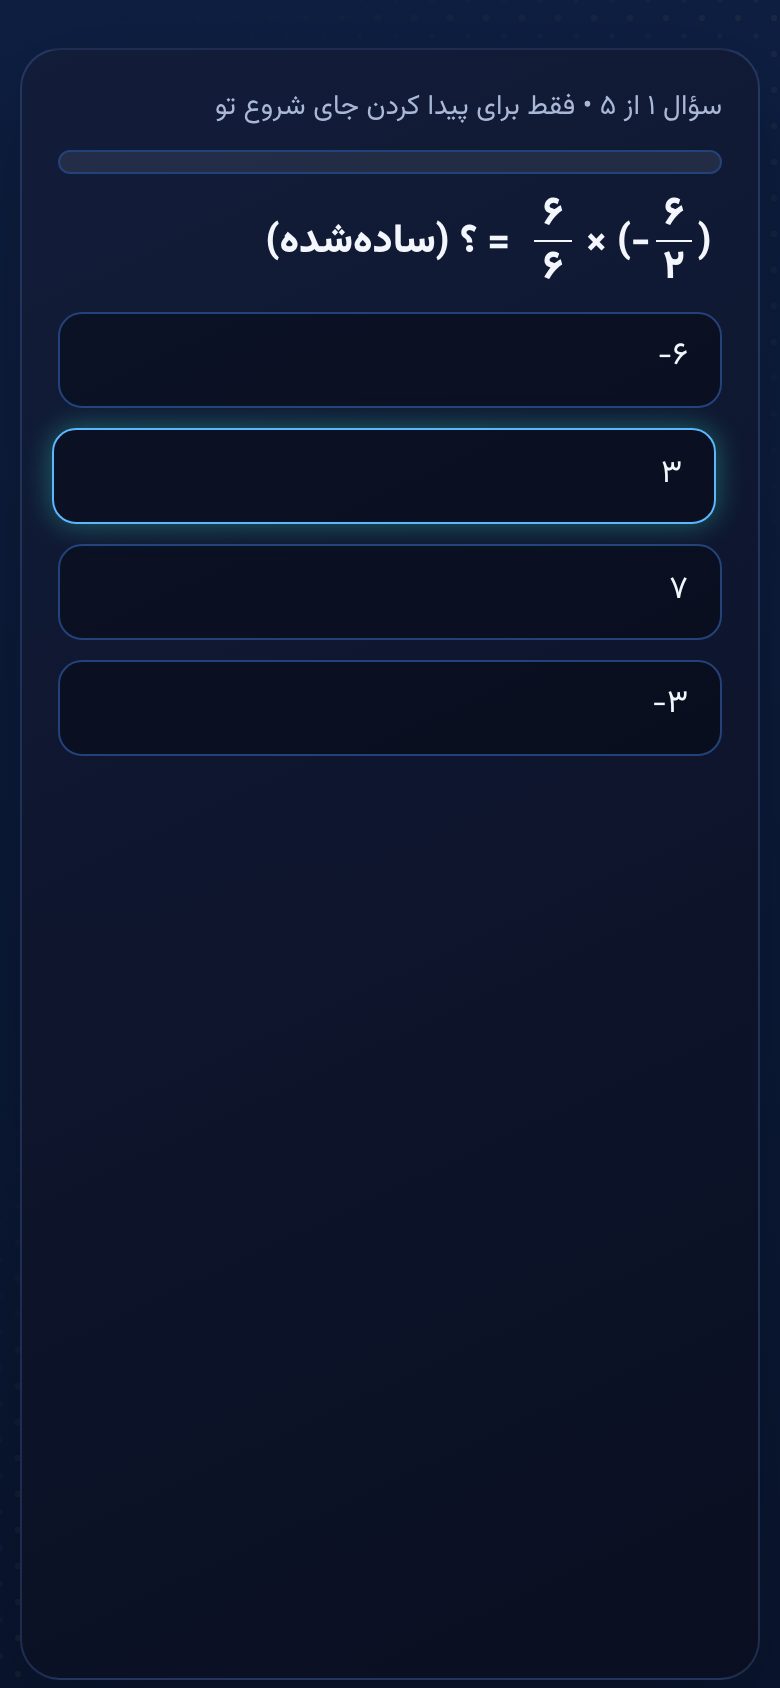 سؤال ۱ از ۵ • فقط برای پیدا کردن جای شروع تو
(-۶/۲) × ۶/۶ = ؟ (ساده‌شده)
-۶
۳
۷
-۳